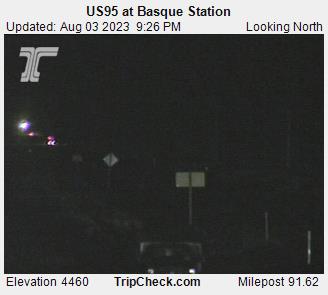 US95 at Basque Station
Updated: Aug 03 2023 9:26 PM Looking North
Elevation 4460 TripCheck.com Milepost 91.62